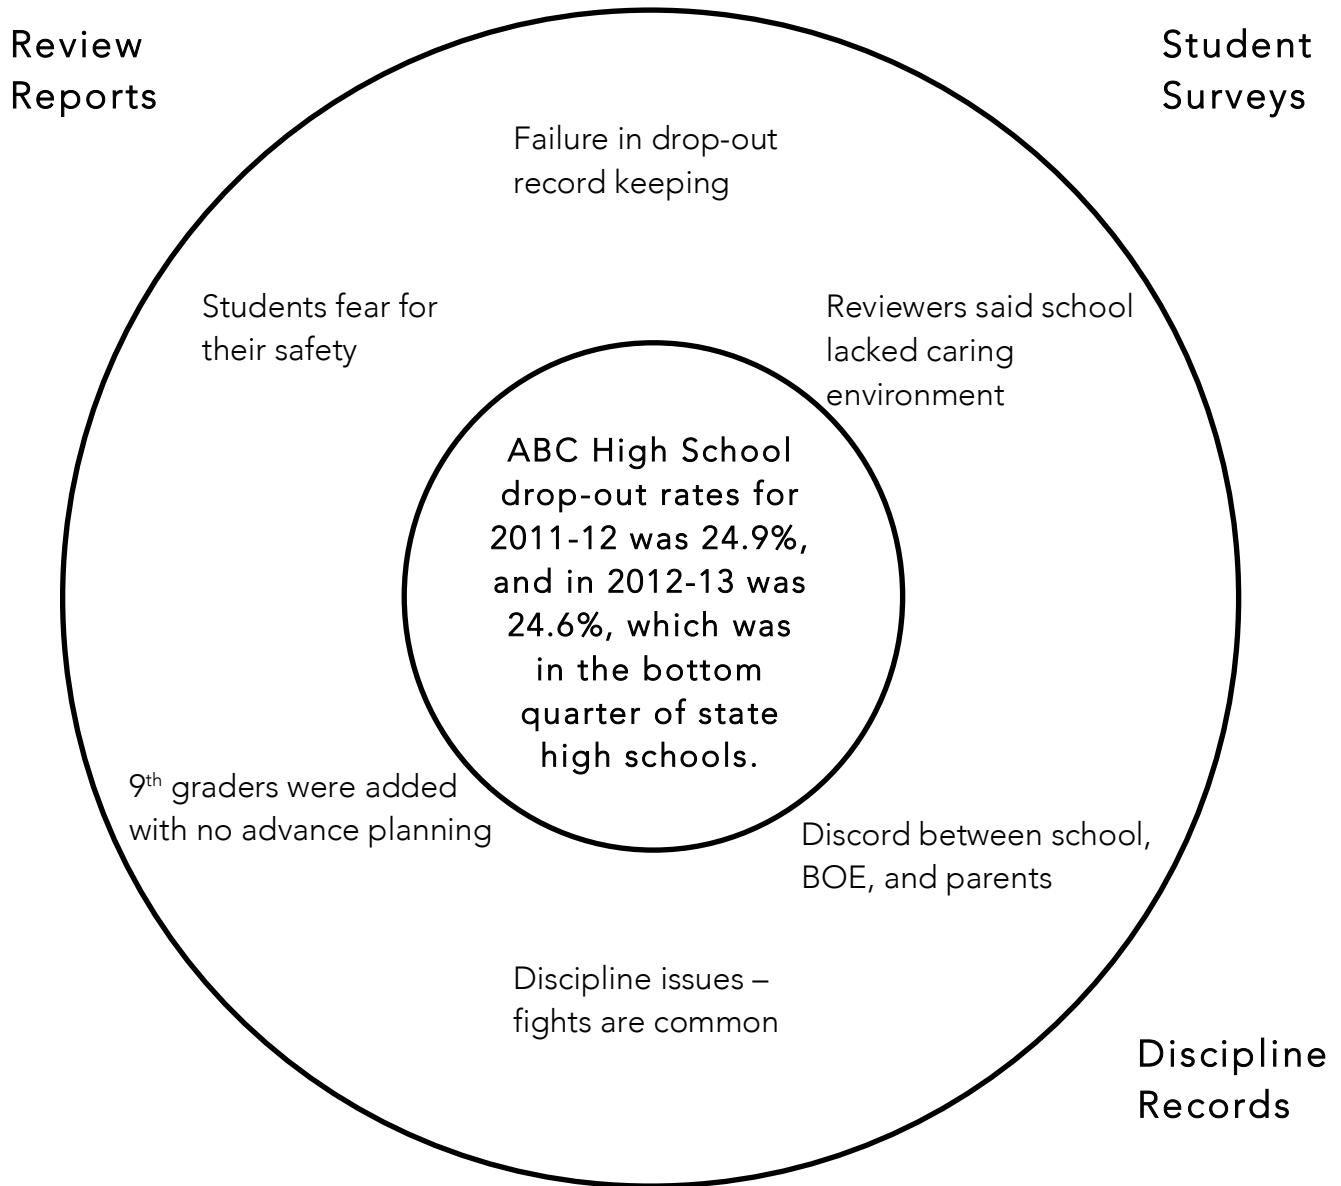 Review
Reports
Student
Surveys
Failure in drop-out
record keeping
Students fear for
their safety
Reviewers said school
lacked caring
environment
ABC High School
drop-out rates for
2011-12 was 24.9%,
and in 2012-13 was
24.6%, which was
in the bottom
quarter of state
high schools.
9th graders were added
with no advance planning
Discord between school,
BOE, and parents
Discipline issues –
fights are common
Discipline
Records